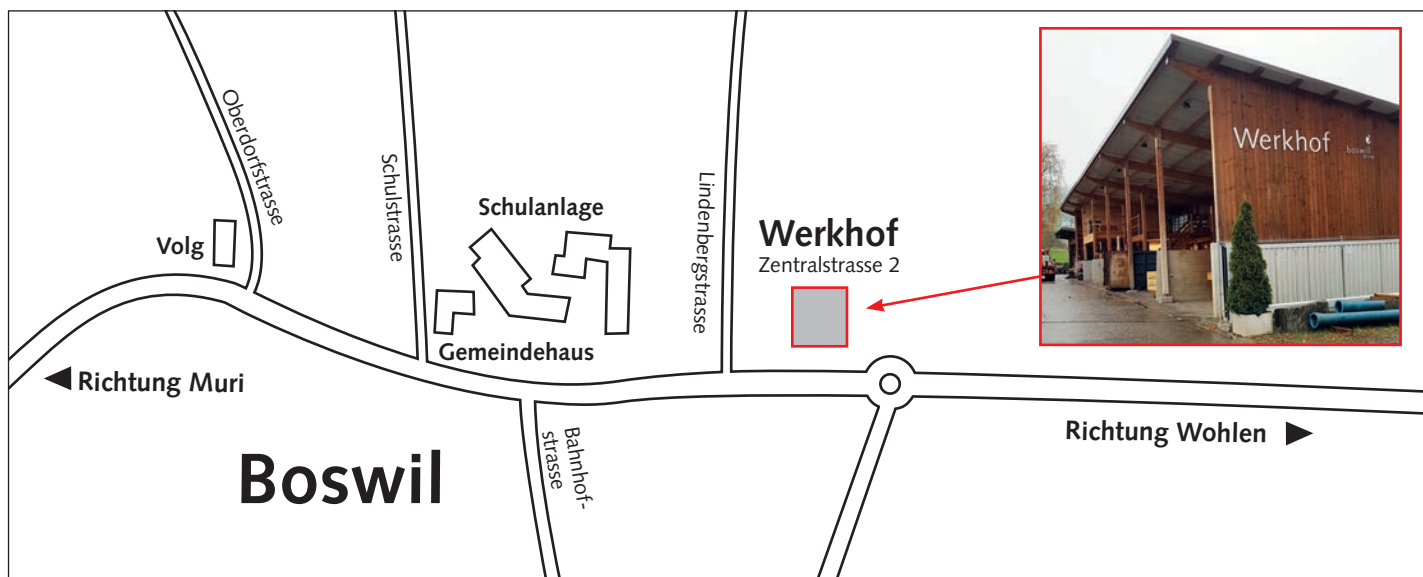 Oberdorfstrasse
Volg
Schulstrasse
Schulanlage
Gemeindehaus
Lindenbergstrasse
Werkhof
Zentralstrasse 2
Werkhof
boswil
Richtung Muri
Boswil
Bahnhof-
strasse
Richtung Wohlen